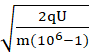 √(2qU / m(10⁶−1))